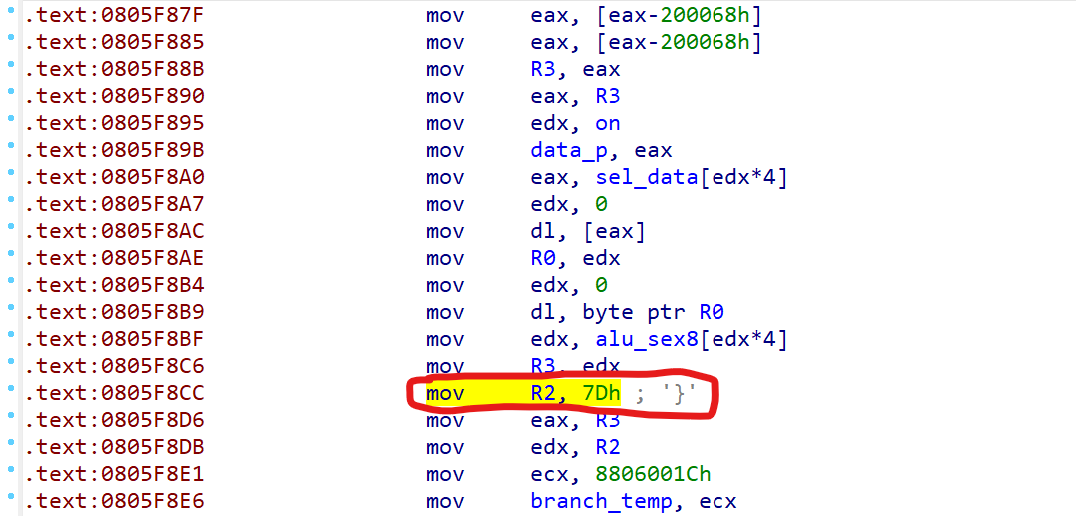 .text:0805F87F mov eax, [eax-200068h]
.text:0805F885 mov eax, [eax-200068h]
.text:0805F88B mov R3, eax
.text:0805F890 mov eax, R3
.text:0805F895 mov edx, on
.text:0805F89B mov data_p, eax
.text:0805F8A0 mov eax, sel_data[edx*4]
.text:0805F8A7 mov edx, 0
.text:0805F8AC mov dl, [eax]
.text:0805F8AE mov R0, edx
.text:0805F8B4 mov edx, 0
.text:0805F8B9 mov dl, byte ptr R0
.text:0805F8BF mov edx, alu_sex8[edx*4]
.text:0805F8C6 mov R3, edx
.text:0805F8CC mov R2, 7Dh ; '}'
.text:0805F8D6 mov eax, R3
.text:0805F8DB mov edx, R2
.text:0805F8E1 mov ecx, 8806001Ch
.text:0805F8E6 mov branch_temp, ecx